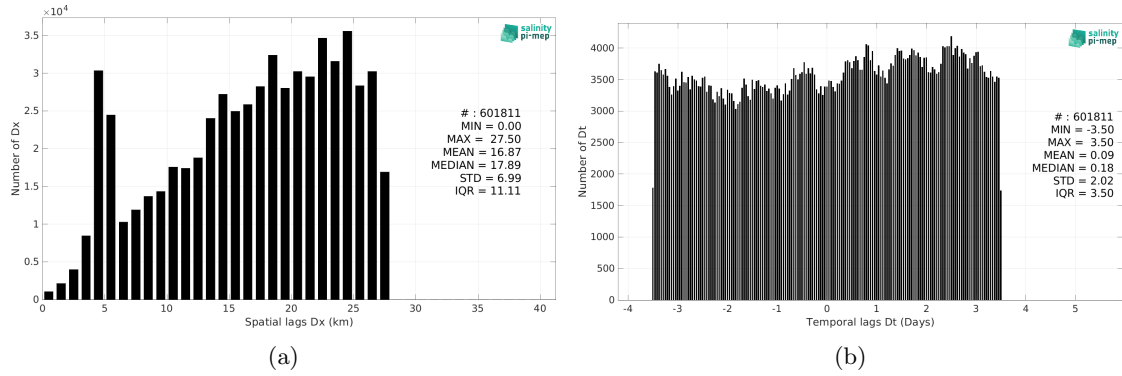 ×10⁴
3.5
3
2.5
2
1.5
1
0.5
0
0
5
10
15
20
25
30
35
40
Number of Dx
Spatial lags Dx (km)
salinity
pi-mep
# : 601811
MIN = 0.00
MAX = 27.50
MEAN = 16.87
MEDIAN = 17.89
STD = 6.99
IQR = 11.11
(a)
4000
3500
3000
2500
2000
1500
1000
500
0
-4
-3
-2
-1
0
1
2
3
4
5
Number of Dt
Temporal lags Dt (Days)
salinity
pi-mep
# : 601811
MIN = -3.50
MAX = 3.50
MEAN = 0.09
MEDIAN = 0.18
STD = 2.02
IQR = 3.50
(b)